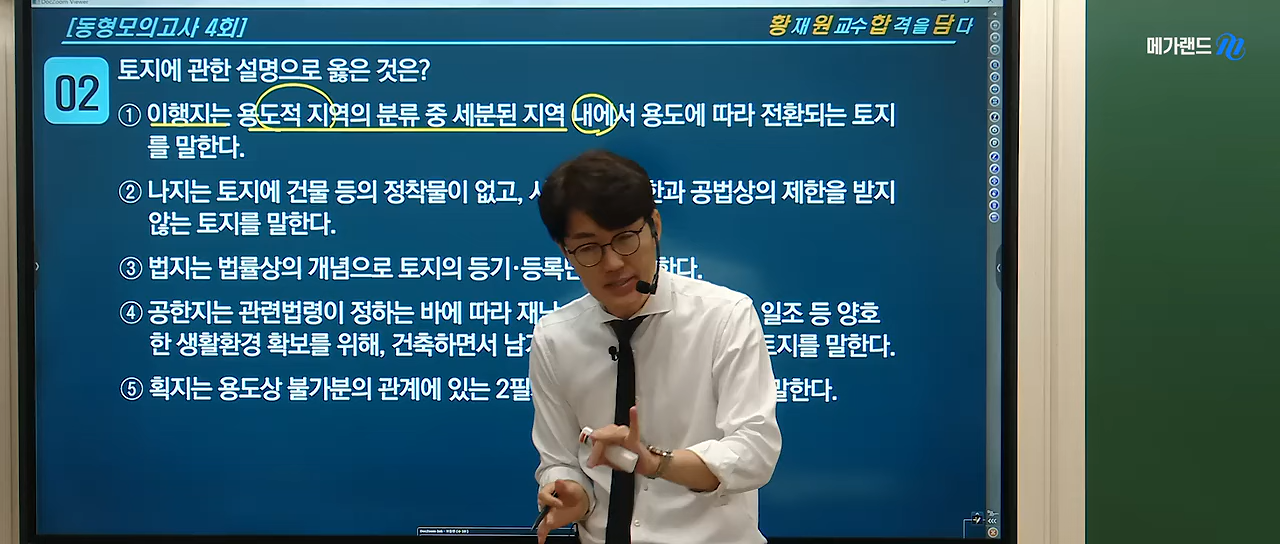 [동형모의고사 4회]
황재원교수합격을담다
메가랜드
02
토지에 관한 설명으로 옳은 것은?
① 이행지는 용도적 지역의 분류 중 세분된 지역 내에서 용도에 따라 전환되는 토지
를 말한다.
② 나지는 토지에 건물 등의 정착물이 없고, 공법상의 제한을 받지
않는 토지를 말한다.
③ 법지는 법률상의 개념으로 토지의 등기·등록
④ 공한지는 관련법령이 정하는 바에 따라 일조 등 양호
한 생활환경 확보를 위해, 건축하면서 토지를 말한다.
⑤ 획지는 용도상 불가분의 관계에 있는 말한다.